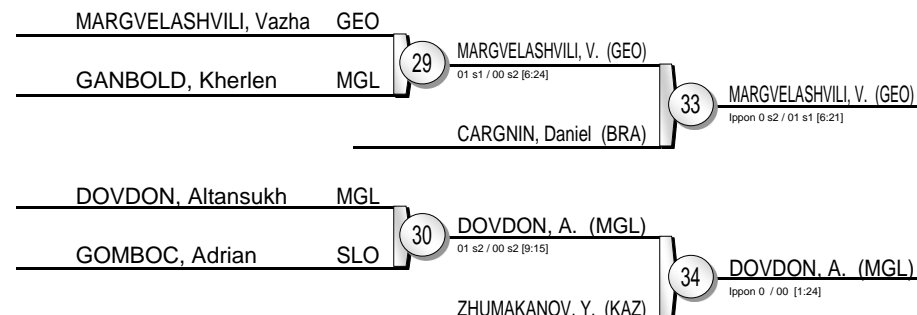 MARGVELASHVILI, Vazha GEO
29
MARGVELASHVILI, V. (GEO)
01 s1 / 00 s2 [6:24]
GANBOLD, Kherlen MGL
33
MARGVELASHVILI, V. (GEO)
Ippon 0 s2 / 01 s1 [6:21]
CARGNIN, Daniel (BRA)
DOVDON, Altansukh MGL
30
DOVDON, A. (MGL)
01 s2 / 00 s2 [9:15]
GOMBOC, Adrian SLO
34
DOVDON, A. (MGL)
Ippon 0 / 00 [1:24]
ZHUMAKANOV, Y. (KAZ)